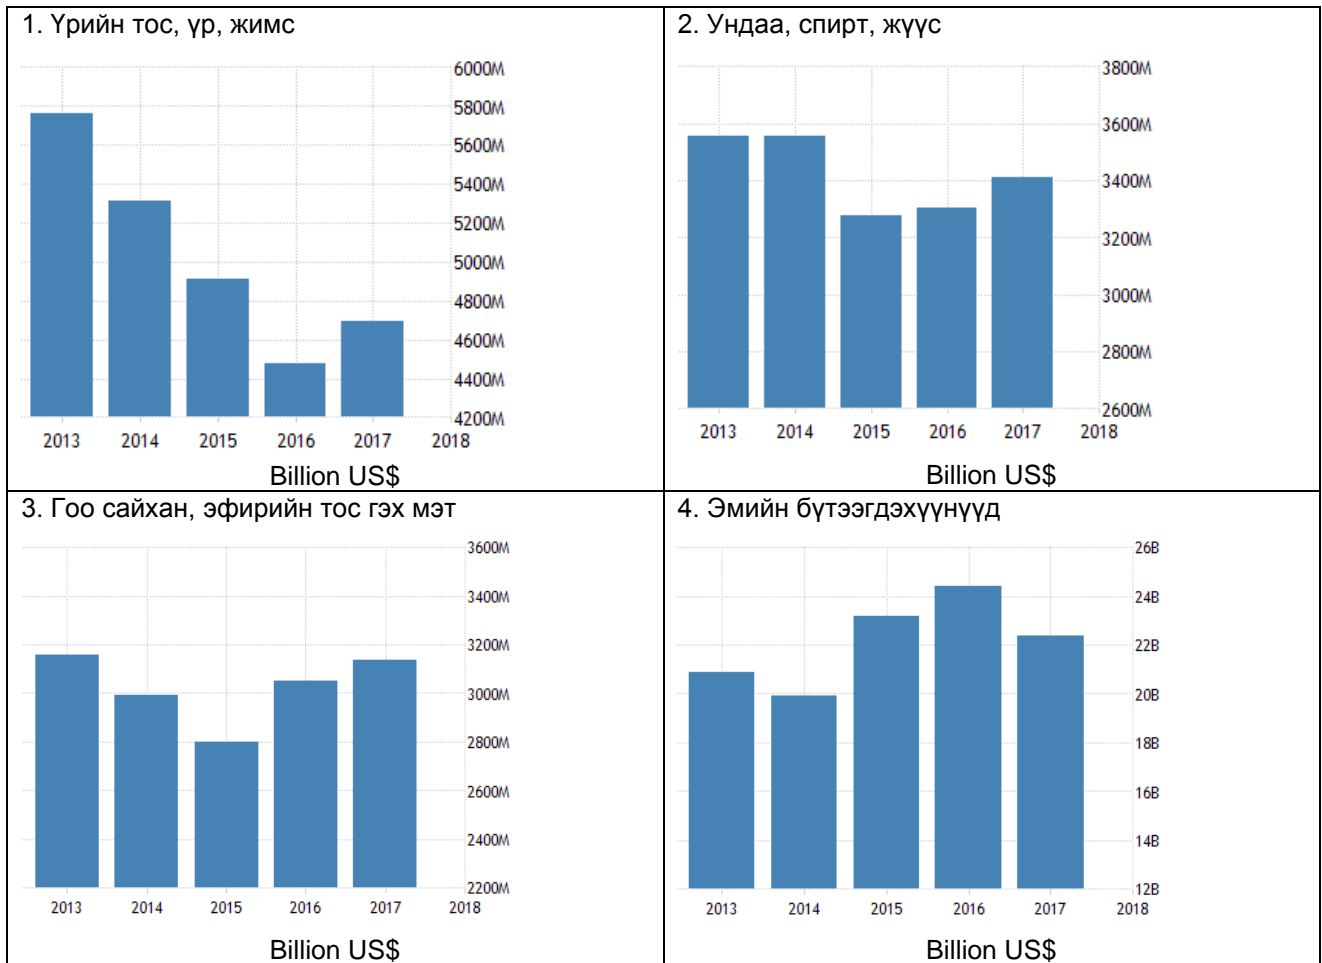 1. Үрийн тос, үр, жимс
6000M
5800M
5600M
5400M
5200M
5000M
4800M
4600M
4400M
4200M
2013 2014 2015 2016 2017 2018
Billion US$
2. Ундаа, спирт, жүүс
3800M
3600M
3400M
3200M
3000M
2800M
2600M
2013 2014 2015 2016 2017 2018
Billion US$
3. Гоо сайхан, эфирийн тос гэх мэт
3600M
3400M
3200M
3000M
2800M
2600M
2400M
2200M
2013 2014 2015 2016 2017 2018
Billion US$
4. Эмийн бүтээгдэхүүнүүд
26B
24B
22B
20B
18B
16B
14B
12B
2013 2014 2015 2016 2017 2018
Billion US$